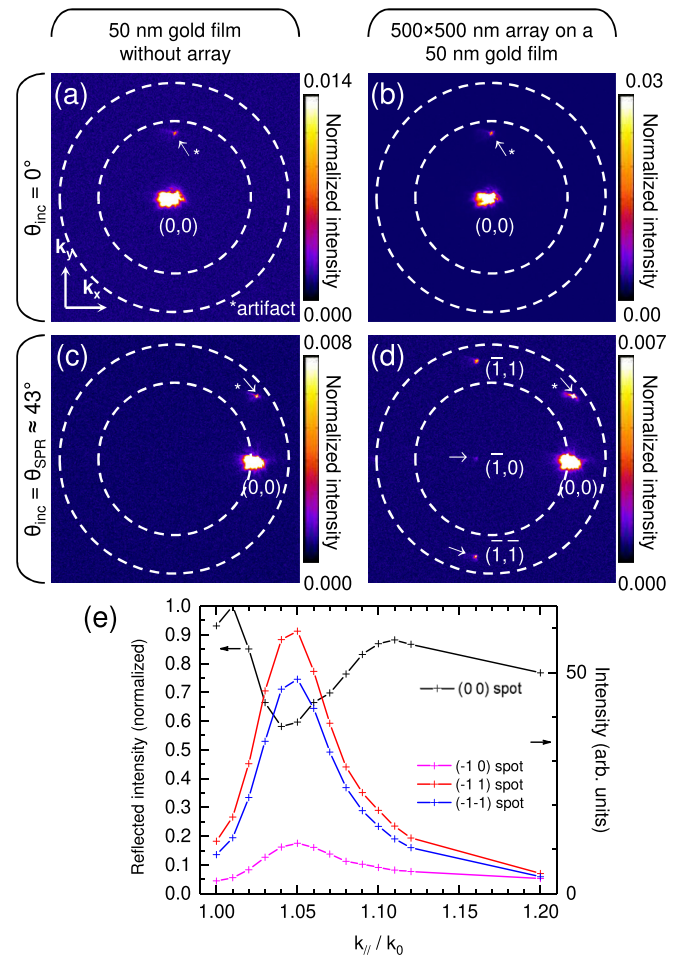 50 nm gold film
without array
500×500 nm array on a
50 nm gold film
θinc = 0°
(a)
*
(0,0)
ky
kx
*artifact
0.014
Normalized intensity
0.000
(b)
*
(0,0)
0.03
Normalized intensity
0.00
θinc = θSPR ≈ 43°
(c)
*
(0,0)
0.008
Normalized intensity
0.000
(d)
(1̅,1)
*
(1̅,0)
(0,0)
(1̅,1̅)
0.007
Normalized intensity
0.000
(e)
Reflected intensity (normalized)
1.0
0.9
0.8
0.7
0.6
0.5
0.4
0.3
0.2
0.1
0.0
(0 0) spot
(-1 0) spot
(-1 1) spot
(-1-1) spot
50
0
Intensity (arb. units)
1.00 1.05 1.10 1.15 1.20
k// / k0